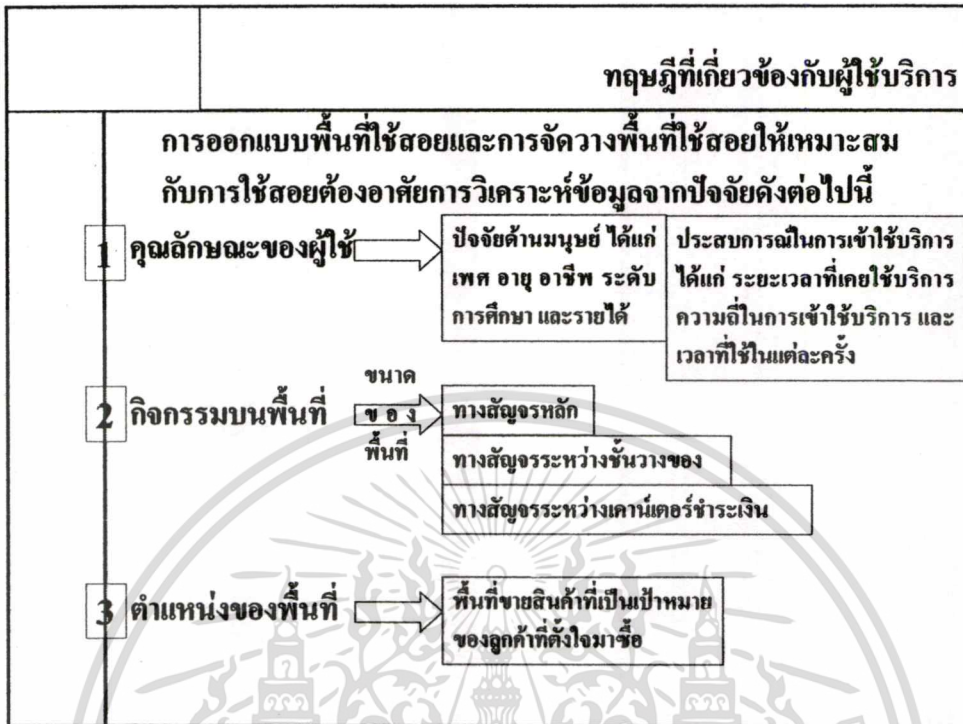 ทฤษฎีที่เกี่ยวข้องกับผู้ใช้บริการ
การออกแบบพื้นที่ใช้สอยและการจัดวางพื้นที่ใช้สอยให้เหมาะสม
กับการใช้สอยต้องอาศัยการวิเคราะห์ข้อมูลจากปัจจัยดังต่อไปนี้
1 คุณลักษณะของผู้ใช้
ปัจจัยด้านมนุษย์ ได้แก่
เพศ อายุ อาชีพ ระดับ
การศึกษา และรายได้
ประสบการณ์ในการเข้าใช้บริการ
ได้แก่ ระยะเวลาที่เคยใช้บริการ
ความถี่ในการเข้าใช้บริการ และ
เวลาที่ใช้ในแต่ละครั้ง
2 กิจกรรมบนพื้นที่
ขนาด
ของ
พื้นที่
ทางสัญจรหลัก
ทางสัญจรระหว่างชั้นวางของ
ทางสัญจรระหว่างเคาน์เตอร์ชำระเงิน
3 ตำแหน่งของพื้นที่
พื้นที่ขายสินค้าที่เป็นเป้าหมาย
ของลูกค้าที่ตั้งใจมาซื้อ